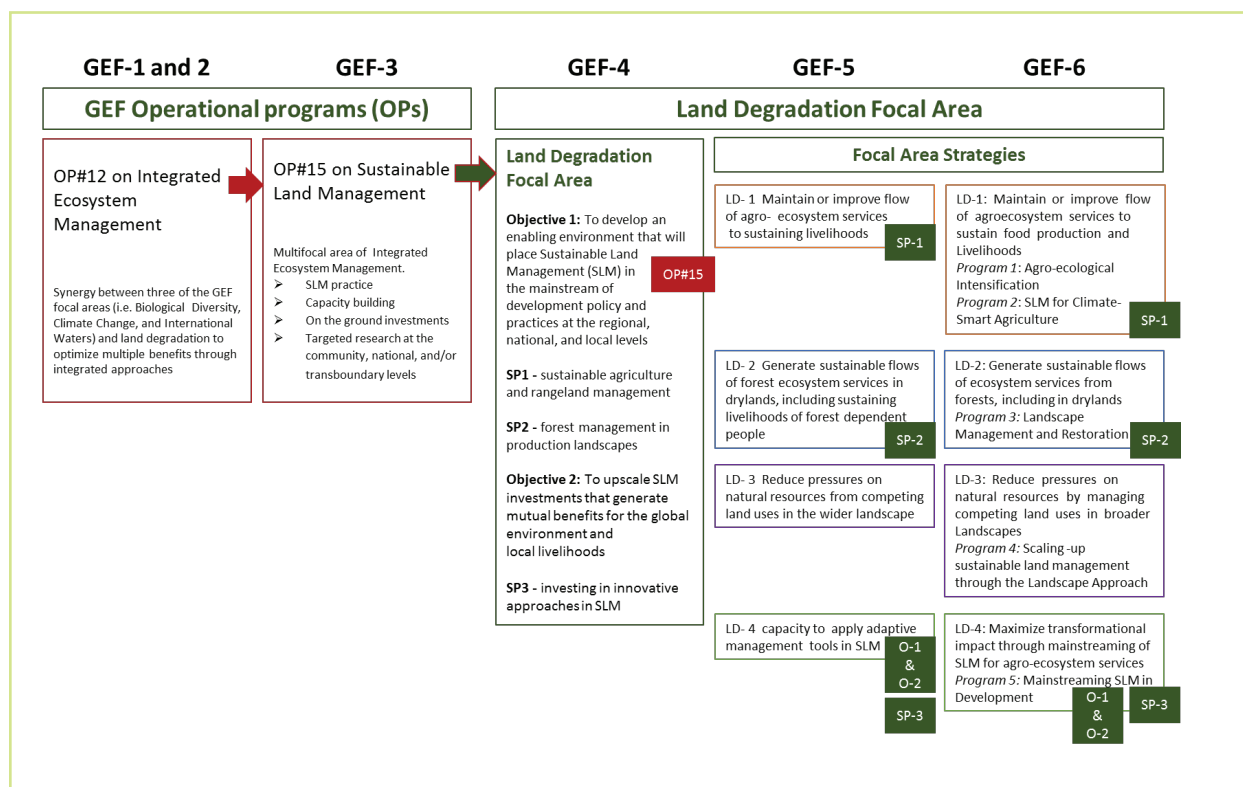 GEF-1 and 2
GEF-3
GEF-4
GEF-5
GEF-6
GEF Operational programs (OPs)
Land Degradation Focal Area
OP#12 on Integrated
Ecosystem
Management
Synergy between three of the GEF
focal areas (i.e. Biological Diversity,
Climate Change, and International
Waters) and land degradation to
optimize multiple benefits through
integrated approaches
OP#15 on Sustainable
Land Management
Multifocal area of Integrated
Ecosystem Management.
➢ SLM practice
➢ Capacity building
➢ On the ground investments
➢ Targeted research at the
community, national, and/or
transboundary levels
Land Degradation
Focal Area
Objective 1: To develop an
enabling environment that will
place Sustainable Land
Management (SLM) in
the mainstream of
development policy and
practices at the regional,
national, and local levels
OP#15
SP1 - sustainable agriculture
and rangeland management
SP2 - forest management in
production landscapes
Objective 2: To upscale SLM
investments that generate
mutual benefits for the global
environment and
local livelihoods
SP3 - investing in innovative
approaches in SLM
Focal Area Strategies
LD- 1 Maintain or improve flow
of agro- ecosystem services
to sustaining livelihoods
SP-1
LD- 2 Generate sustainable flows
of forest ecosystem services in
drylands, including sustaining
livelihoods of forest dependent
people
SP-2
LD- 3 Reduce pressures on
natural resources from competing
land uses in the wider landscape
LD- 4 capacity to apply adaptive
management tools in SLM
O-1
&
O-2
SP-3
LD-1: Maintain or improve flow
of agroecosystem services to
sustain food production and
Livelihoods
Program 1: Agro-ecological
Intensification
Program 2: SLM for Climate-
Smart Agriculture
SP-1
LD-2: Generate sustainable flows
of ecosystem services from
forests, including in drylands
Program 3: Landscape
Management and Restoration
SP-2
LD-3: Reduce pressures on
natural resources by managing
competing land uses in broader
Landscapes
Program 4: Scaling -up
sustainable land management
through the Landscape Approach
LD-4: Maximize transformational
impact through mainstreaming of
SLM for agro-ecosystem services
Program 5: Mainstreaming SLM in
Development
O-1
&
O-2
SP-3